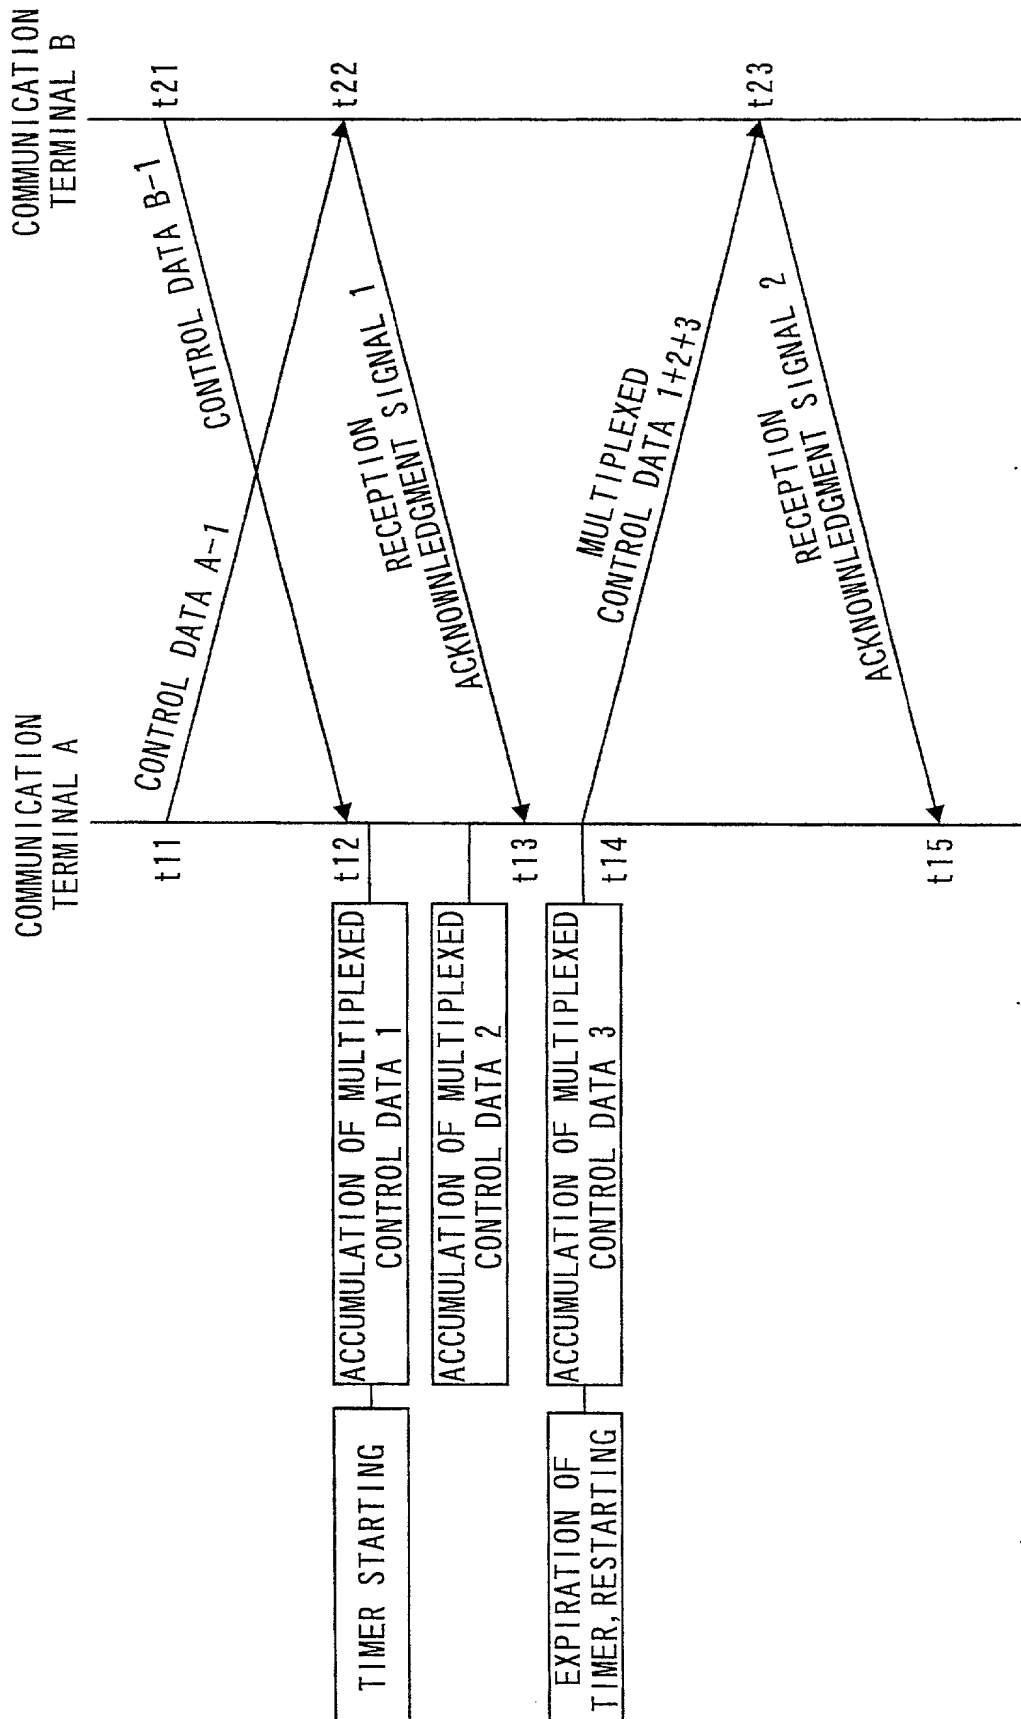 COMMUNICATION
TERMINAL A
COMMUNICATION
TERMINAL B
t11
t21
CONTROL DATA A-1
CONTROL DATA B-1
t12
t22
TIMER STARTING
ACCUMULATION OF MULTIPLEXED
CONTROL DATA 1
ACCUMULATION OF MULTIPLEXED
CONTROL DATA 2
RECEPTION
ACKNOWNLEDGMENT SIGNAL 1
t13
EXPIRATION OF
TIMER,RESTARTING
ACCUMULATION OF MULTIPLEXED
CONTROL DATA 3
t14
MULTIPLEXED
CONTROL DATA 1+2+3
t23
RECEPTION
ACKNOWNLEDGMENT SIGNAL 2
t15